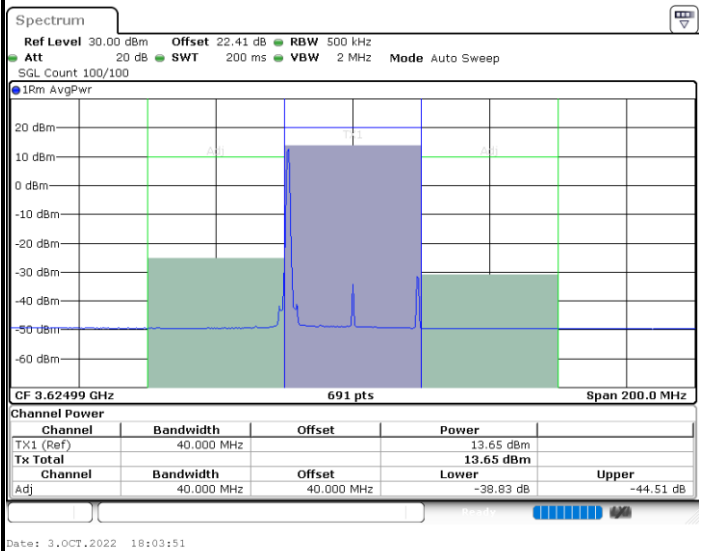 Spectrum
Ref Level 30.00 dBm Offset 22.41 dB RBW 500 kHz
Att 20 dB SWT 200 ms VBW 2 MHz Mode Auto Sweep
SGL Count 100/100
1Rm AvgPwr
20 dBm
TX1
Adj Adj
10 dBm
0 dBm
-10 dBm
-20 dBm
-30 dBm
-40 dBm
-50 dBm
-60 dBm
CF 3.62499 GHz 691 pts Span 200.0 MHz
Channel Power
Channel Bandwidth Offset Power
TX1 (Ref) 40.000 MHz 13.65 dBm
Tx Total 13.65 dBm
Channel Bandwidth Offset Lower Upper
Adj 40.000 MHz 40.000 MHz -38.83 dB -44.51 dB
Ready
Date: 3.OCT.2022 18:03:51